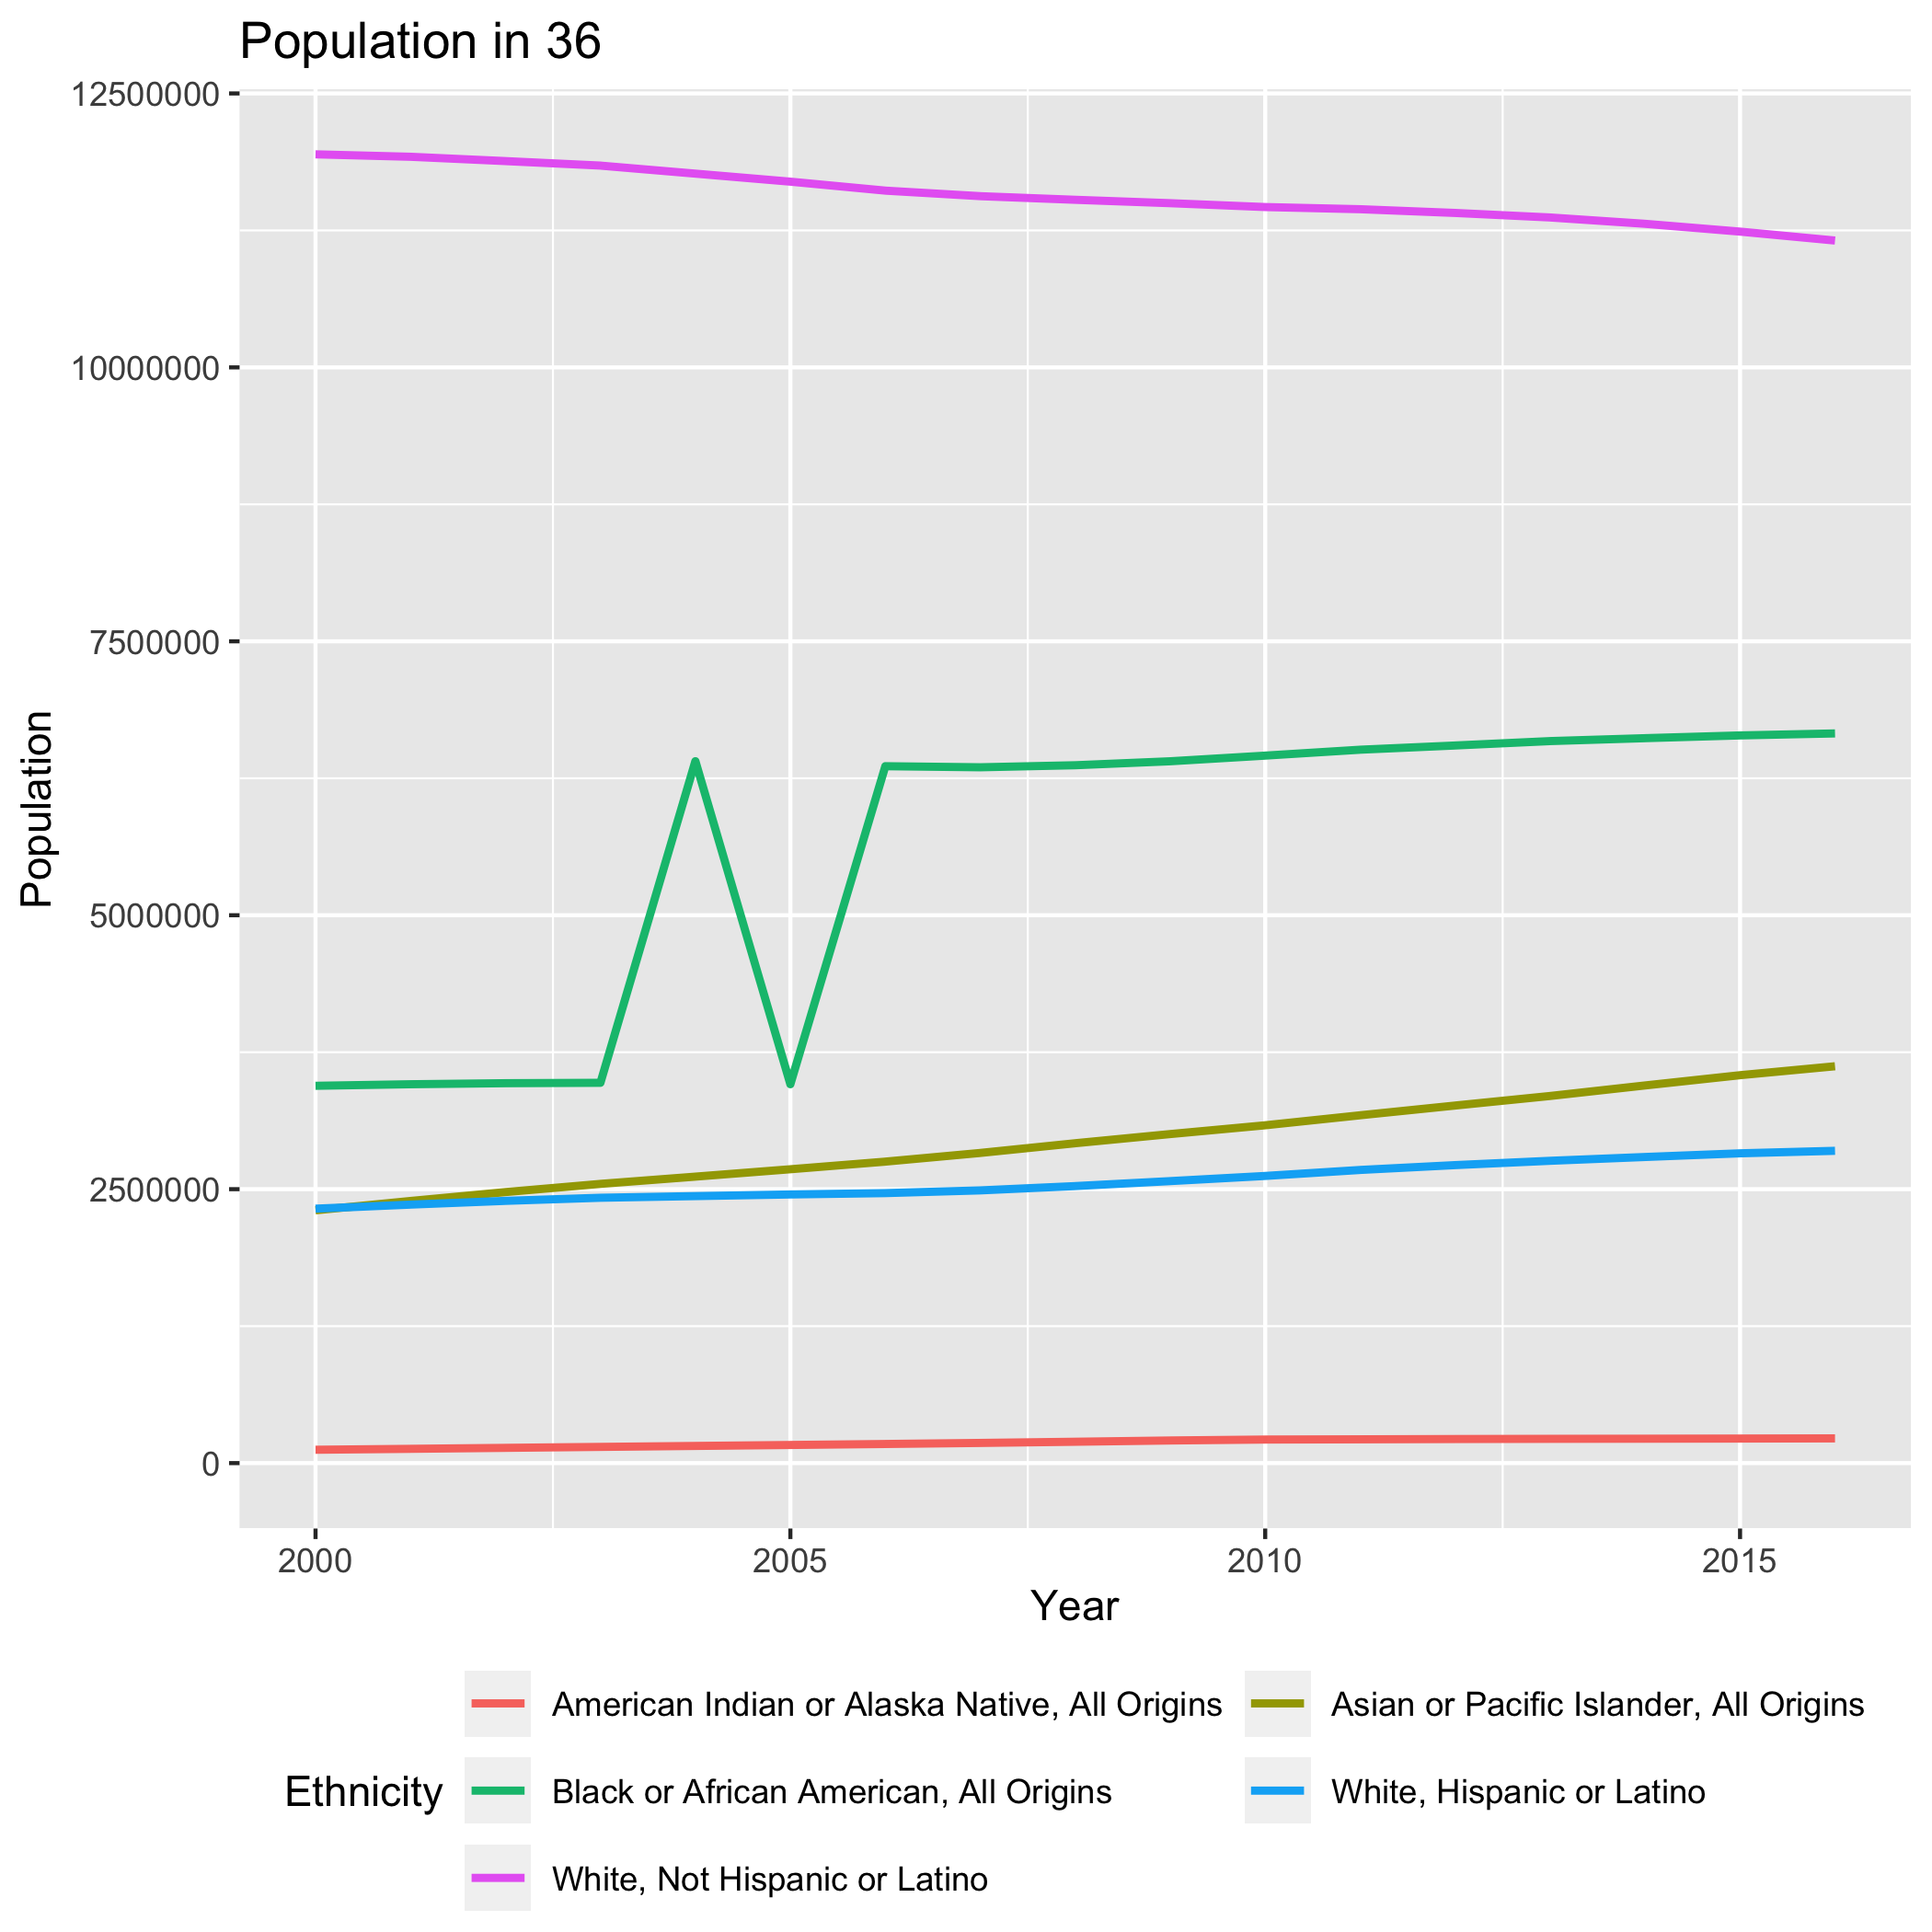 Population in 36
12500000
10000000
7500000
5000000
2500000
0
Population
2000 2005 2010 2015
Year
Ethnicity
American Indian or Alaska Native, All Origins
Asian or Pacific Islander, All Origins
Black or African American, All Origins
White, Hispanic or Latino
White, Not Hispanic or Latino